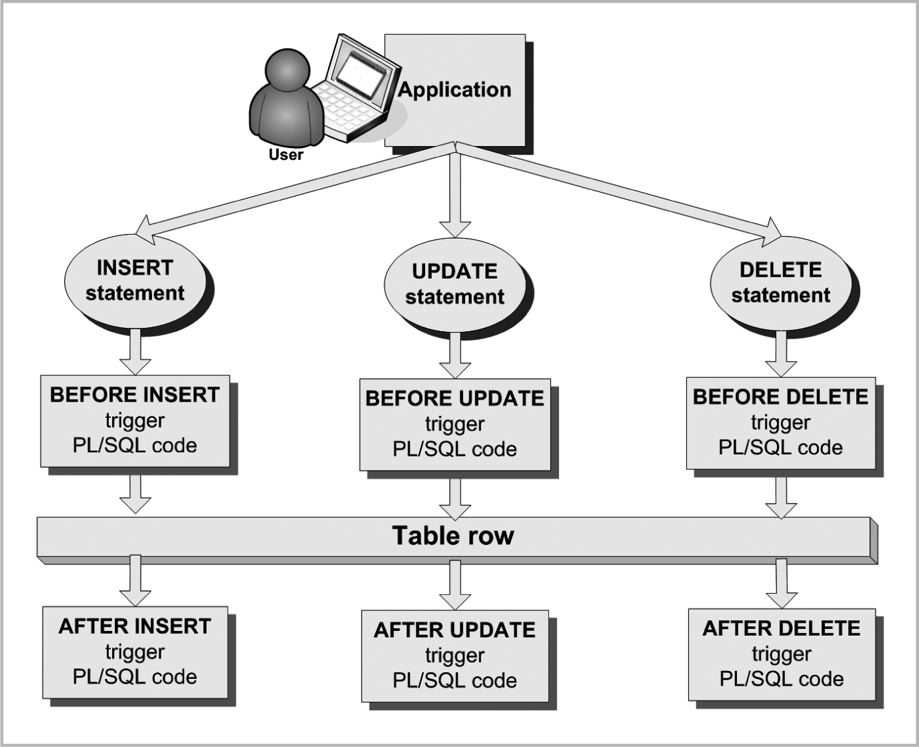 Application
User
INSERT
statement
UPDATE
statement
DELETE
statement
BEFORE INSERT
trigger
PL/SQL code
BEFORE UPDATE
trigger
PL/SQL code
BEFORE DELETE
trigger
PL/SQL code
Table row
AFTER INSERT
trigger
PL/SQL code
AFTER UPDATE
trigger
PL/SQL code
AFTER DELETE
trigger
PL/SQL code